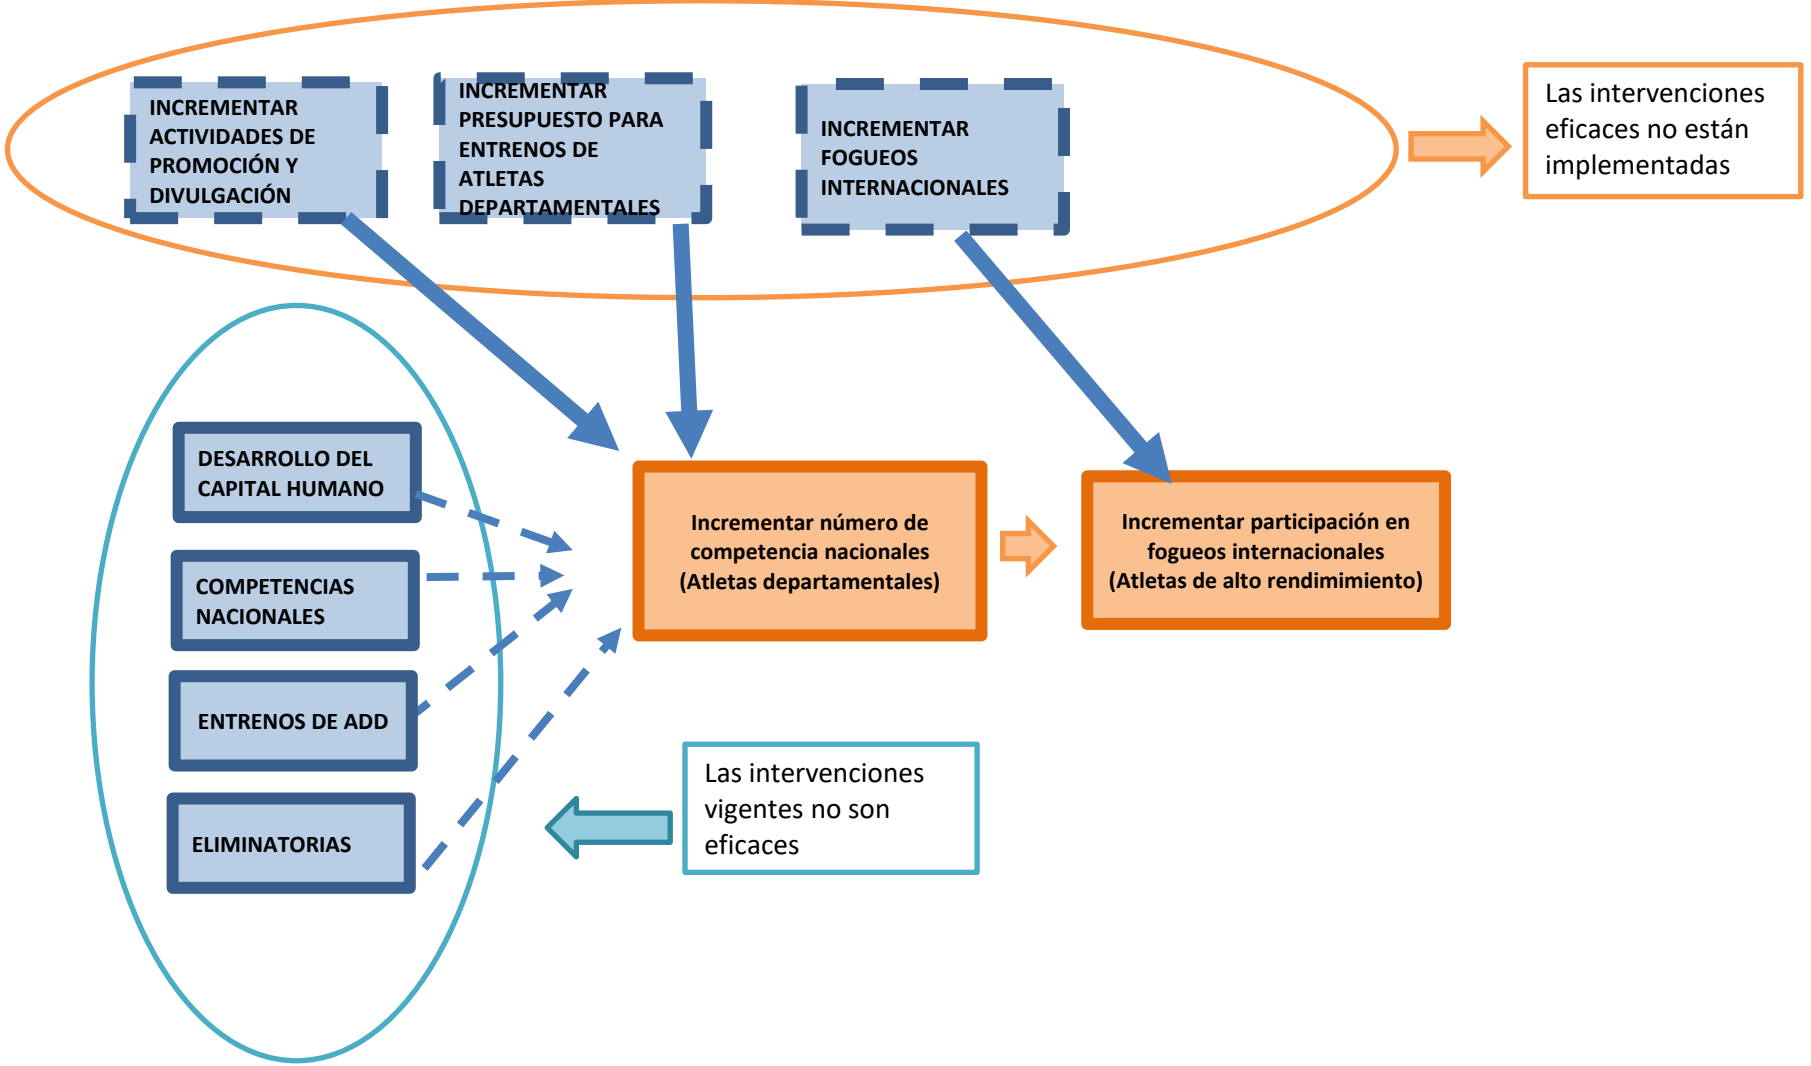 INCREMENTAR
ACTIVIDADES DE
PROMOCIÓN Y
DIVULGACIÓN
INCREMENTAR
PRESUPUESTO PARA
ENTRENOS DE
ATLETAS
DEPARTAMENTALES
INCREMENTAR
FOGUEOS
INTERNACIONALES
Las intervenciones
eficaces no están
implementadas
DESARROLLO DEL
CAPITAL HUMANO
COMPETENCIAS
NACIONALES
ENTRENOS DE ADD
ELIMINATORIAS
Incrementar número de
competencia nacionales
(Atletas departamentales)
Incrementar participación en
fogueos internacionales
(Atletas de alto rendimimiento)
Las intervenciones
vigentes no son
eficaces